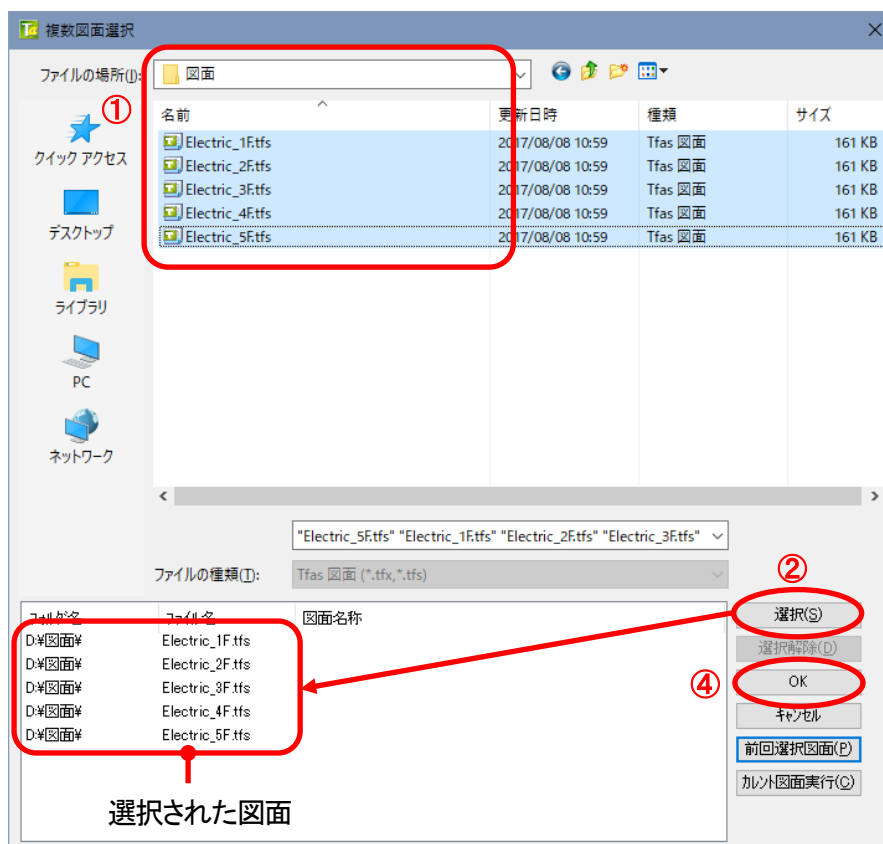 複数図面選択
ファイルの場所(I): 図面
①
名前 更新日時 種類 サイズ
Electric_1F.tfs 2017/08/08 10:59 Tfas 図面 161 KB
Electric_2F.tfs 2017/08/08 10:59 Tfas 図面 161 KB
Electric_3F.tfs 2017/08/08 10:59 Tfas 図面 161 KB
Electric_4F.tfs 2017/08/08 10:59 Tfas 図面 161 KB
Electric_5F.tfs 2017/08/08 10:59 Tfas 図面 161 KB
クイック アクセス
デスクトップ
ライブラリ
PC
ネットワーク
"Electric_5F.tfs" "Electric_1F.tfs" "Electric_2F.tfs" "Electric_3F.tfs"
ファイルの種類(T): Tfas 図面 (*.tfx,*.tfs)
②
フォルダ名 ファイル名 図面名称
D:¥図面¥ Electric_1F.tfs
D:¥図面¥ Electric_2F.tfs
D:¥図面¥ Electric_3F.tfs
D:¥図面¥ Electric_4F.tfs
D:¥図面¥ Electric_5F.tfs
選択された図面
選択(S)
選択解除(D)
④
OK
キャンセル
前回選択図面(P)
カレント図面実行(C)